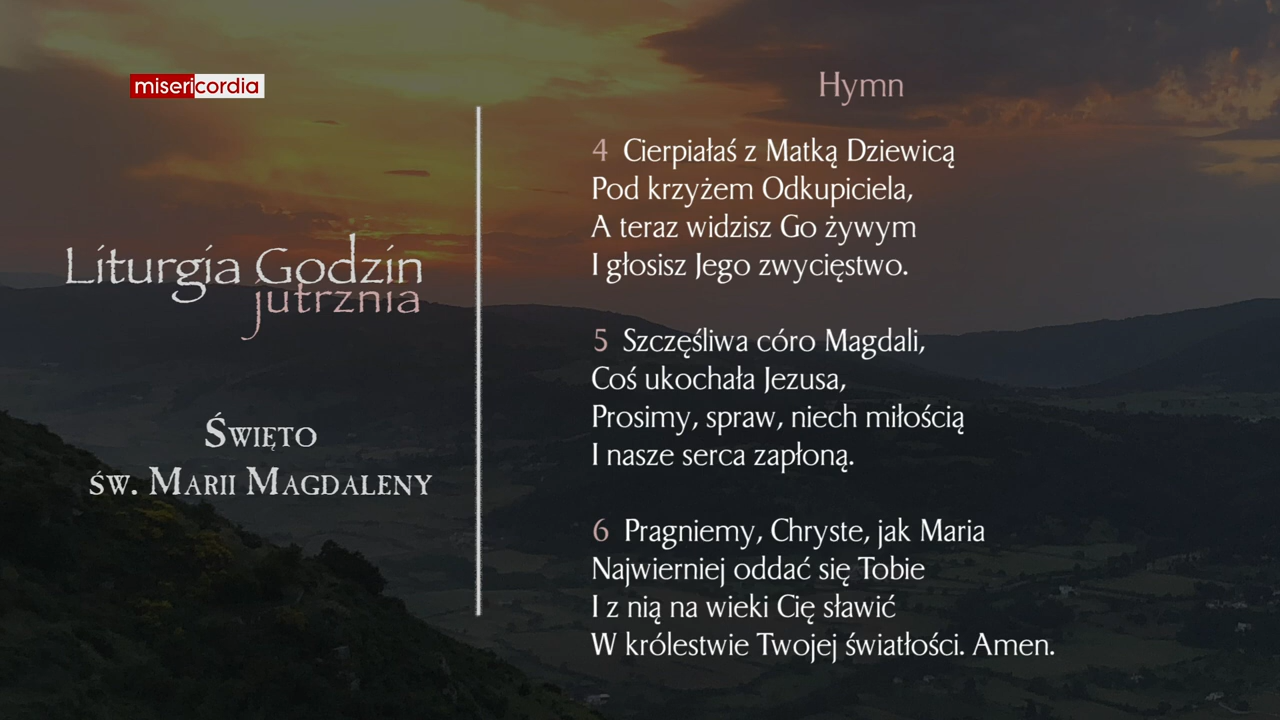 misericordia
Liturgia Godzin
jutrznia
Święto
św. Marii Magdaleny
Hymn
4 Cierpiałaś z Matką Dziewicą
Pod krzyżem Odkupiciela,
A teraz widzisz Go żywym
I głosisz Jego zwycięstwo.
5 Szczęśliwa córo Magdali,
Coś ukochała Jezusa,
Prosimy, spraw, niech miłością
I nasze serca zapłoną.
6 Pragniemy, Chryste, jak Maria
Najwierniej oddać się Tobie
I z nią na wieki Cię sławić
W królestwie Twojej światłości. Amen.